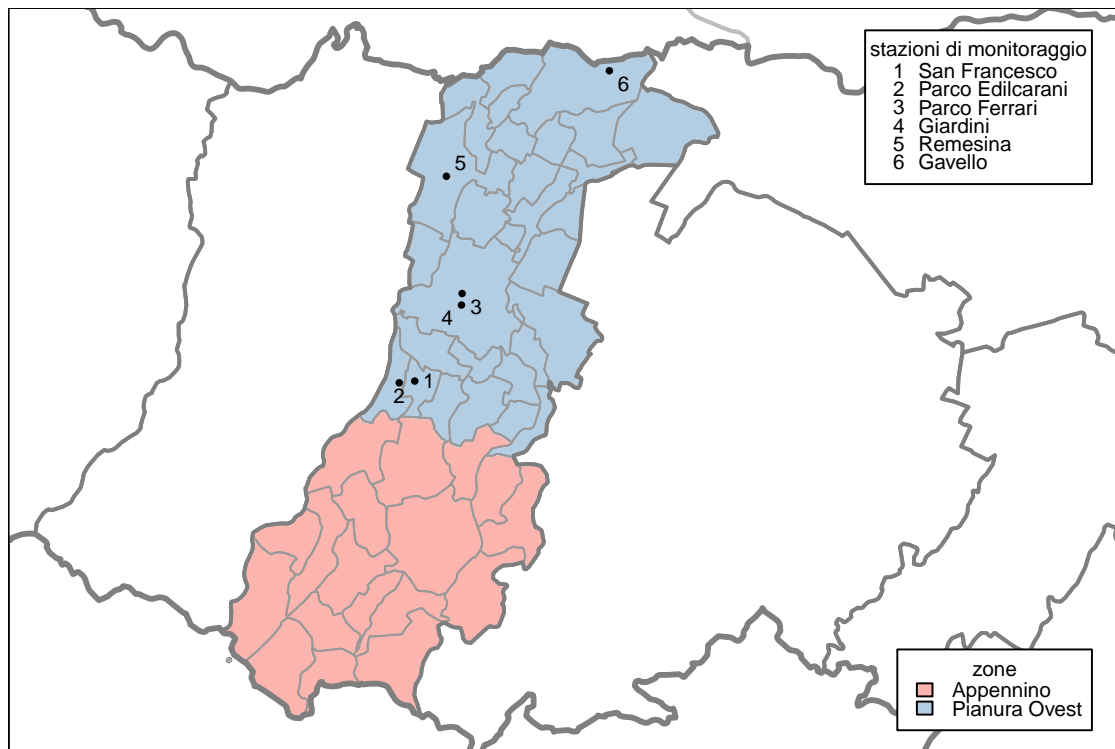 stazioni di monitoraggio
1 San Francesco
2 Parco Edilcarani
3 Parco Ferrari
4 Giardini
5 Remesina
6 Gavello
6
5
3
4
1
2
zone
Appennino
Pianura Ovest